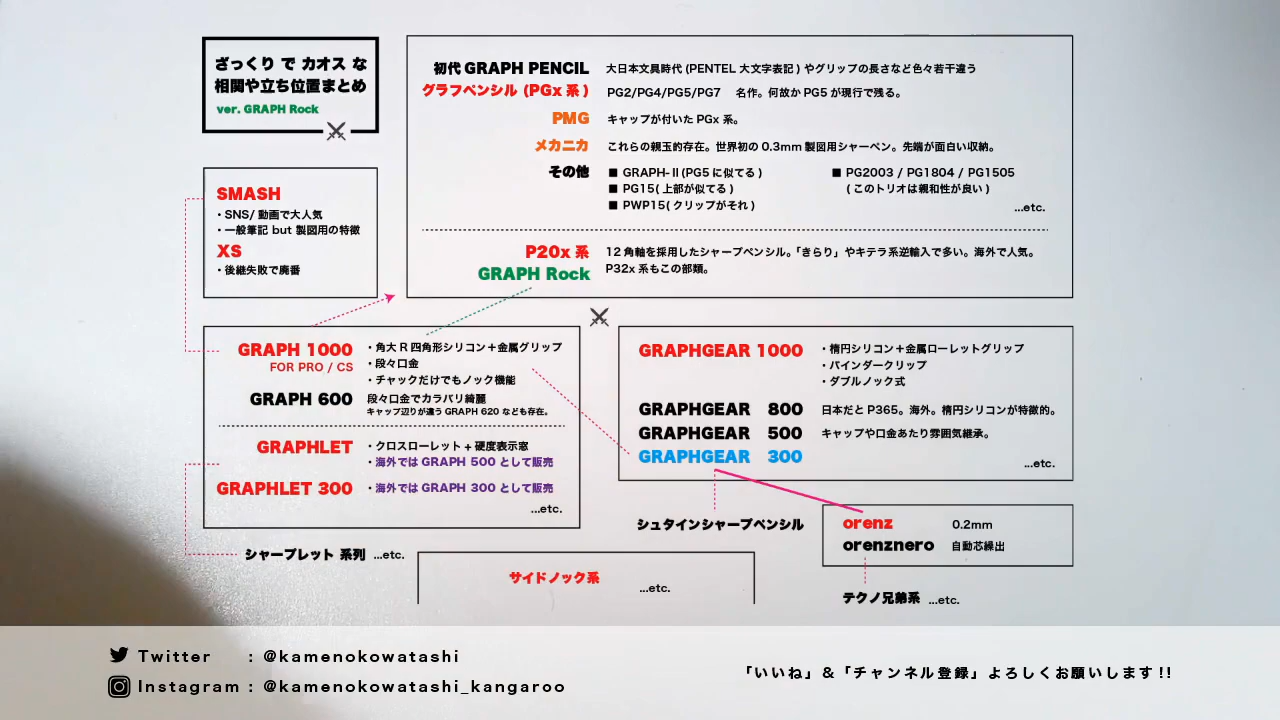 ざっくり で カオス な
相関や立ち位置まとめ
ver. GRAPH Rock
初代 GRAPH PENCIL 大日本文具時代 (PENTEL 大文字表記 ) やグリップの長さなど色々若干違う
グラフペンシル (PGx 系 ) PG2/PG4/PG5/PG7 名作。何故か PG5 が現行で残る。
PMG キャップが付いた PGx 系。
メカニカ これらの親玉的存在。世界初の 0.3mm 製図用シャーペン。先端が面白い収納。
その他 ■ GRAPH-Ⅱ(PG5 に似てる ) ■ PG2003 / PG1804 / PG1505
■ PG15( 上部が似てる ) ( このトリオは親和性が良い )
■ PWP15( クリップがそれ )
...etc.
P20x 系 12 角軸を採用したシャープペンシル。「きらり」やキテラ系逆輸入で多い。海外で人気。
GRAPH Rock P32x 系もこの部類。
SMASH
・SNS/ 動画で大人気
・一般筆記 but 製図用の特徴
XS
・後継失敗で廃番
GRAPH 1000 ・角大 R 四角形シリコン＋金属グリップ
FOR PRO / CS ・段々口金
・チャックだけでもノック機能
GRAPH 600 段々口金でカラバリ綺麗
キャップ辺りが違う GRAPH 620 なども存在。
GRAPHLET ・クロスローレット + 硬度表示窓
・海外では GRAPH 500 として販売
GRAPHLET 300 ・海外では GRAPH 300 として販売
...etc.
シャープレット 系列 ...etc.
サイドノック系
...etc.
GRAPHGEAR 1000 ・楕円シリコン＋金属ローレットグリップ
・バインダークリップ
・ダブルノック式
GRAPHGEAR 800 日本だと P365。海外。楕円シリコンが特徴的。
GRAPHGEAR 500 キャップや口金あたり雰囲気継承。
GRAPHGEAR 300
...etc.
シュタインシャープペンシル
orenz 0.2mm
orenznero 自動芯繰出
テクノ兄弟系 ...etc.
Twitter : @kamenokowatashi
Instagram : @kamenokowatashi_kangaroo
「いいね」&「チャンネル登録」よろしくお願いします !!